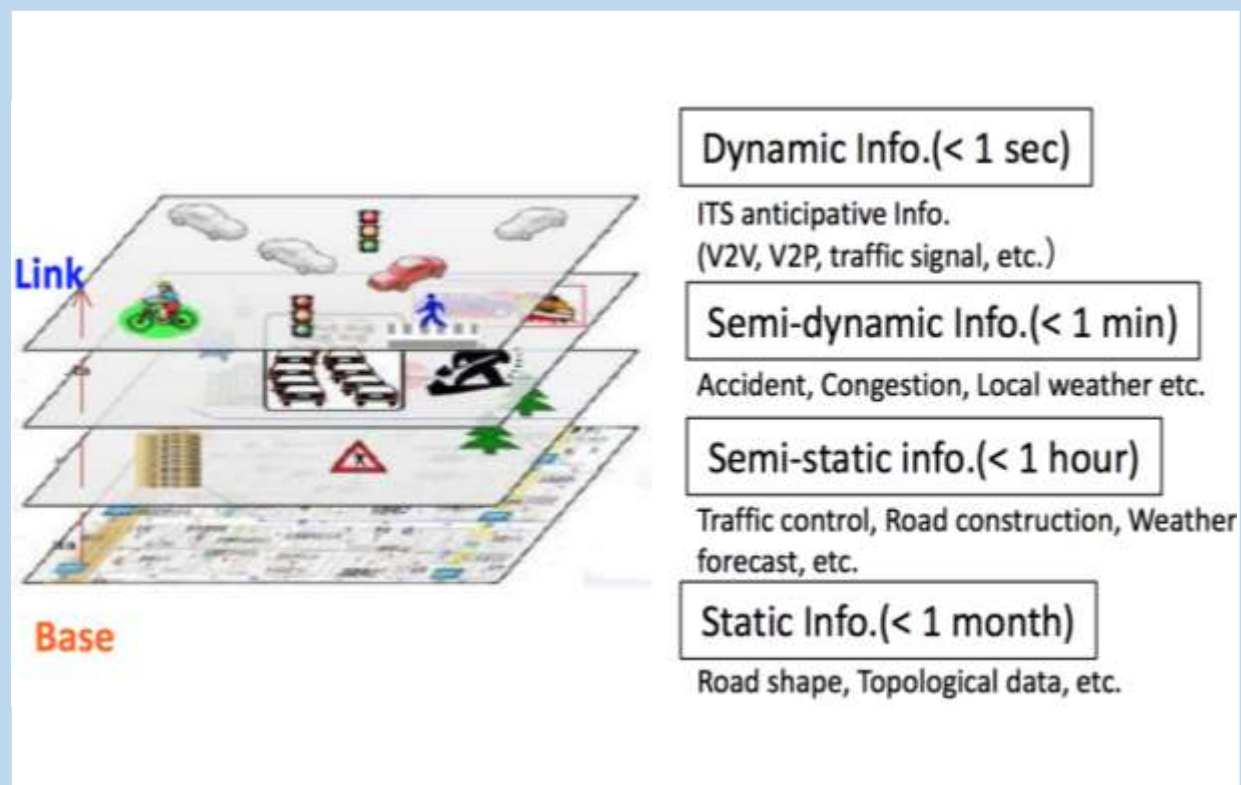 Dynamic Info.(< 1 sec)
ITS anticipative Info.
(V2V, V2P, traffic signal, etc.)
Link
Semi-dynamic Info.(< 1 min)
Accident, Congestion, Local weather etc.
Semi-static info.(< 1 hour)
Traffic control, Road construction, Weather
forecast, etc.
Static Info.(< 1 month)
Base
Road shape, Topological data, etc.